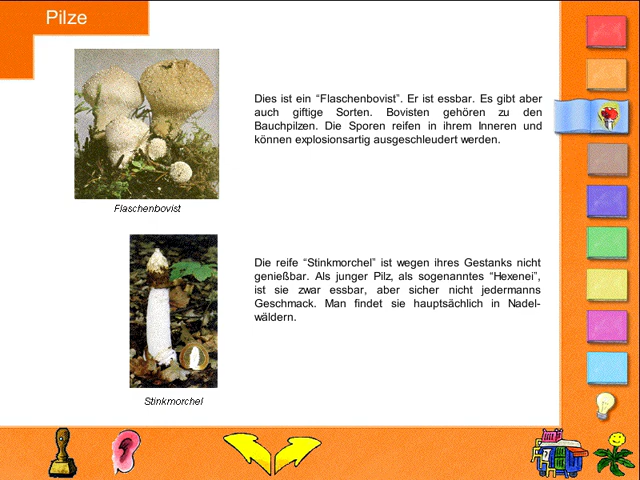 Pilze
Dies ist ein “Flaschenbovist”. Er ist essbar. Es gibt aber
auch giftige Sorten. Bovisten gehören zu den
Bauchpilzen. Die Sporen reifen in ihrem Inneren und
können explosionsartig ausgeschleudert werden.
Flaschenbovist
Die reife “Stinkmorchel” ist wegen ihres Gestanks nicht
genießbar. Als junger Pilz, als sogenanntes “Hexenei”,
ist sie zwar essbar, aber sicher nicht jedermanns
Geschmack. Man findet sie hauptsächlich in Nadel-
wäldern.
Stinkmorchel